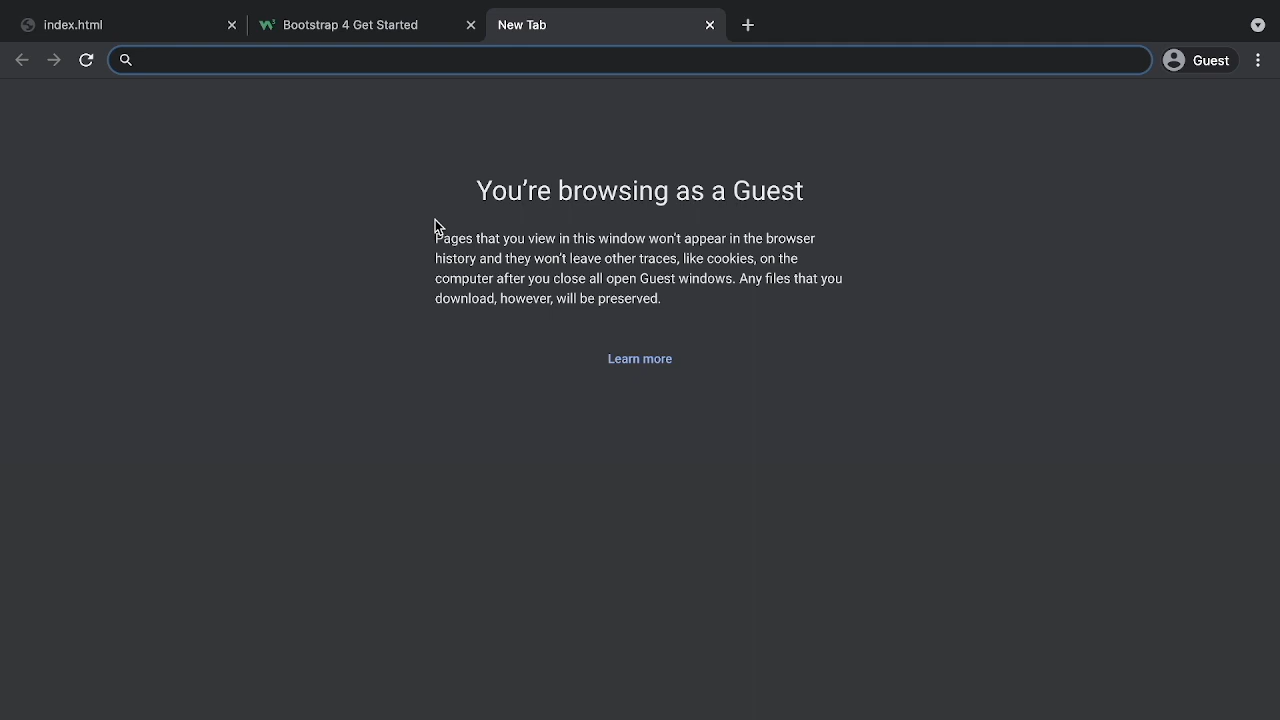 index.html
Bootstrap 4 Get Started
New Tab
Guest
You're browsing as a Guest
Pages that you view in this window won't appear in the browser
history and they won't leave other traces, like cookies, on the
computer after you close all open Guest windows. Any files that you
download, however, will be preserved.
Learn more